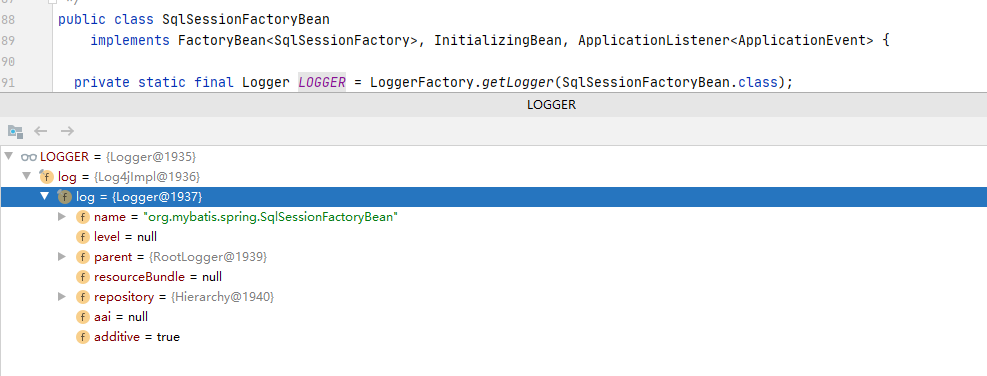 87 */
88 public class SqlSessionFactoryBean
89 implements FactoryBean<SqlSessionFactory>, InitializingBean, ApplicationListener<ApplicationEvent> {
90
91 private static final Logger LOGGER = LoggerFactory.getLogger(SqlSessionFactoryBean.class);
LOGGER
LOGGER = {Logger@1935}
log = {Log4jImpl@1936}
f log = {Logger@1937}
f name = "org.mybatis.spring.SqlSessionFactoryBean"
f level = null
f parent = {RootLogger@1939}
f resourceBundle = null
f repository = {Hierarchy@1940}
f aai = null
f additive = true